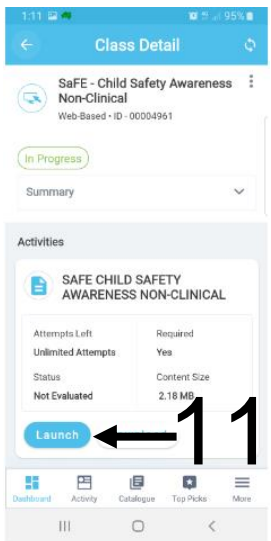 1:11 95%
Class Detail
SaFE - Child Safety Awareness
Non-Clinical
Web-Based • ID - 00004961
In Progress
Summary
Activities
SAFE CHILD SAFETY
AWARENESS NON-CLINICAL
Attempts Left Required
Unlimited Attempts Yes
Status Content Size
Not Evaluated 2.18 MB
Launch
11
Dashboard Activity Catalogue Top Picks More